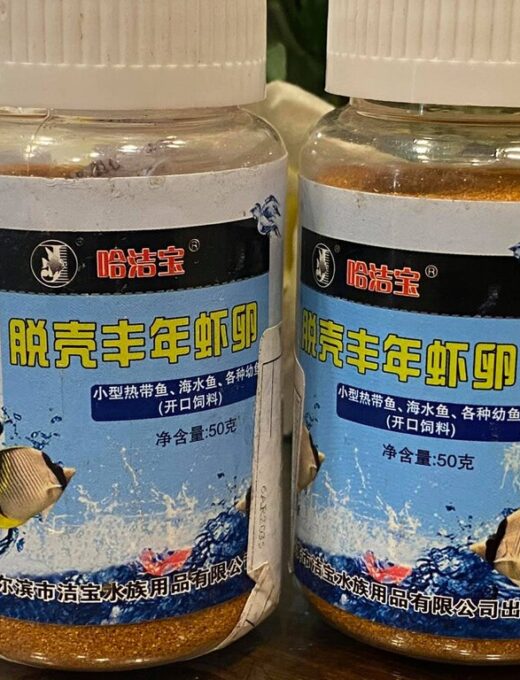 哈洁宝®
脱壳丰年虾卵
小型热带鱼、海水鱼、各种幼鱼
(开口饲料)
净含量:50克
尔滨市洁宝水族用品有限公司
哈洁宝®
脱壳丰年虾卵
小型热带鱼、海水鱼、各种幼鱼
(开口饲料)
净含量:50克
滨市洁宝水族用品有限公司出